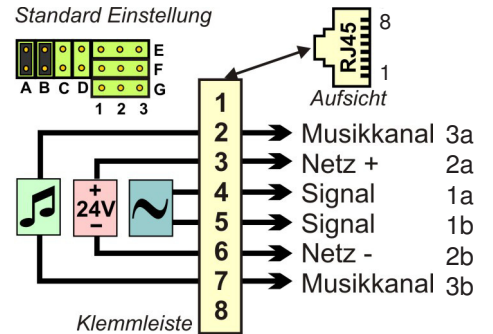 Standard Einstellung
E
F
G
A B C D
1 2 3
RJ45
8
1
Aufsicht
1
2 Musikkanal 3a
3 Netz + 2a
4 Signal 1a
5 Signal 1b
6 Netz - 2b
7 Musikkanal 3b
8
+
24V
–
Klemmleiste